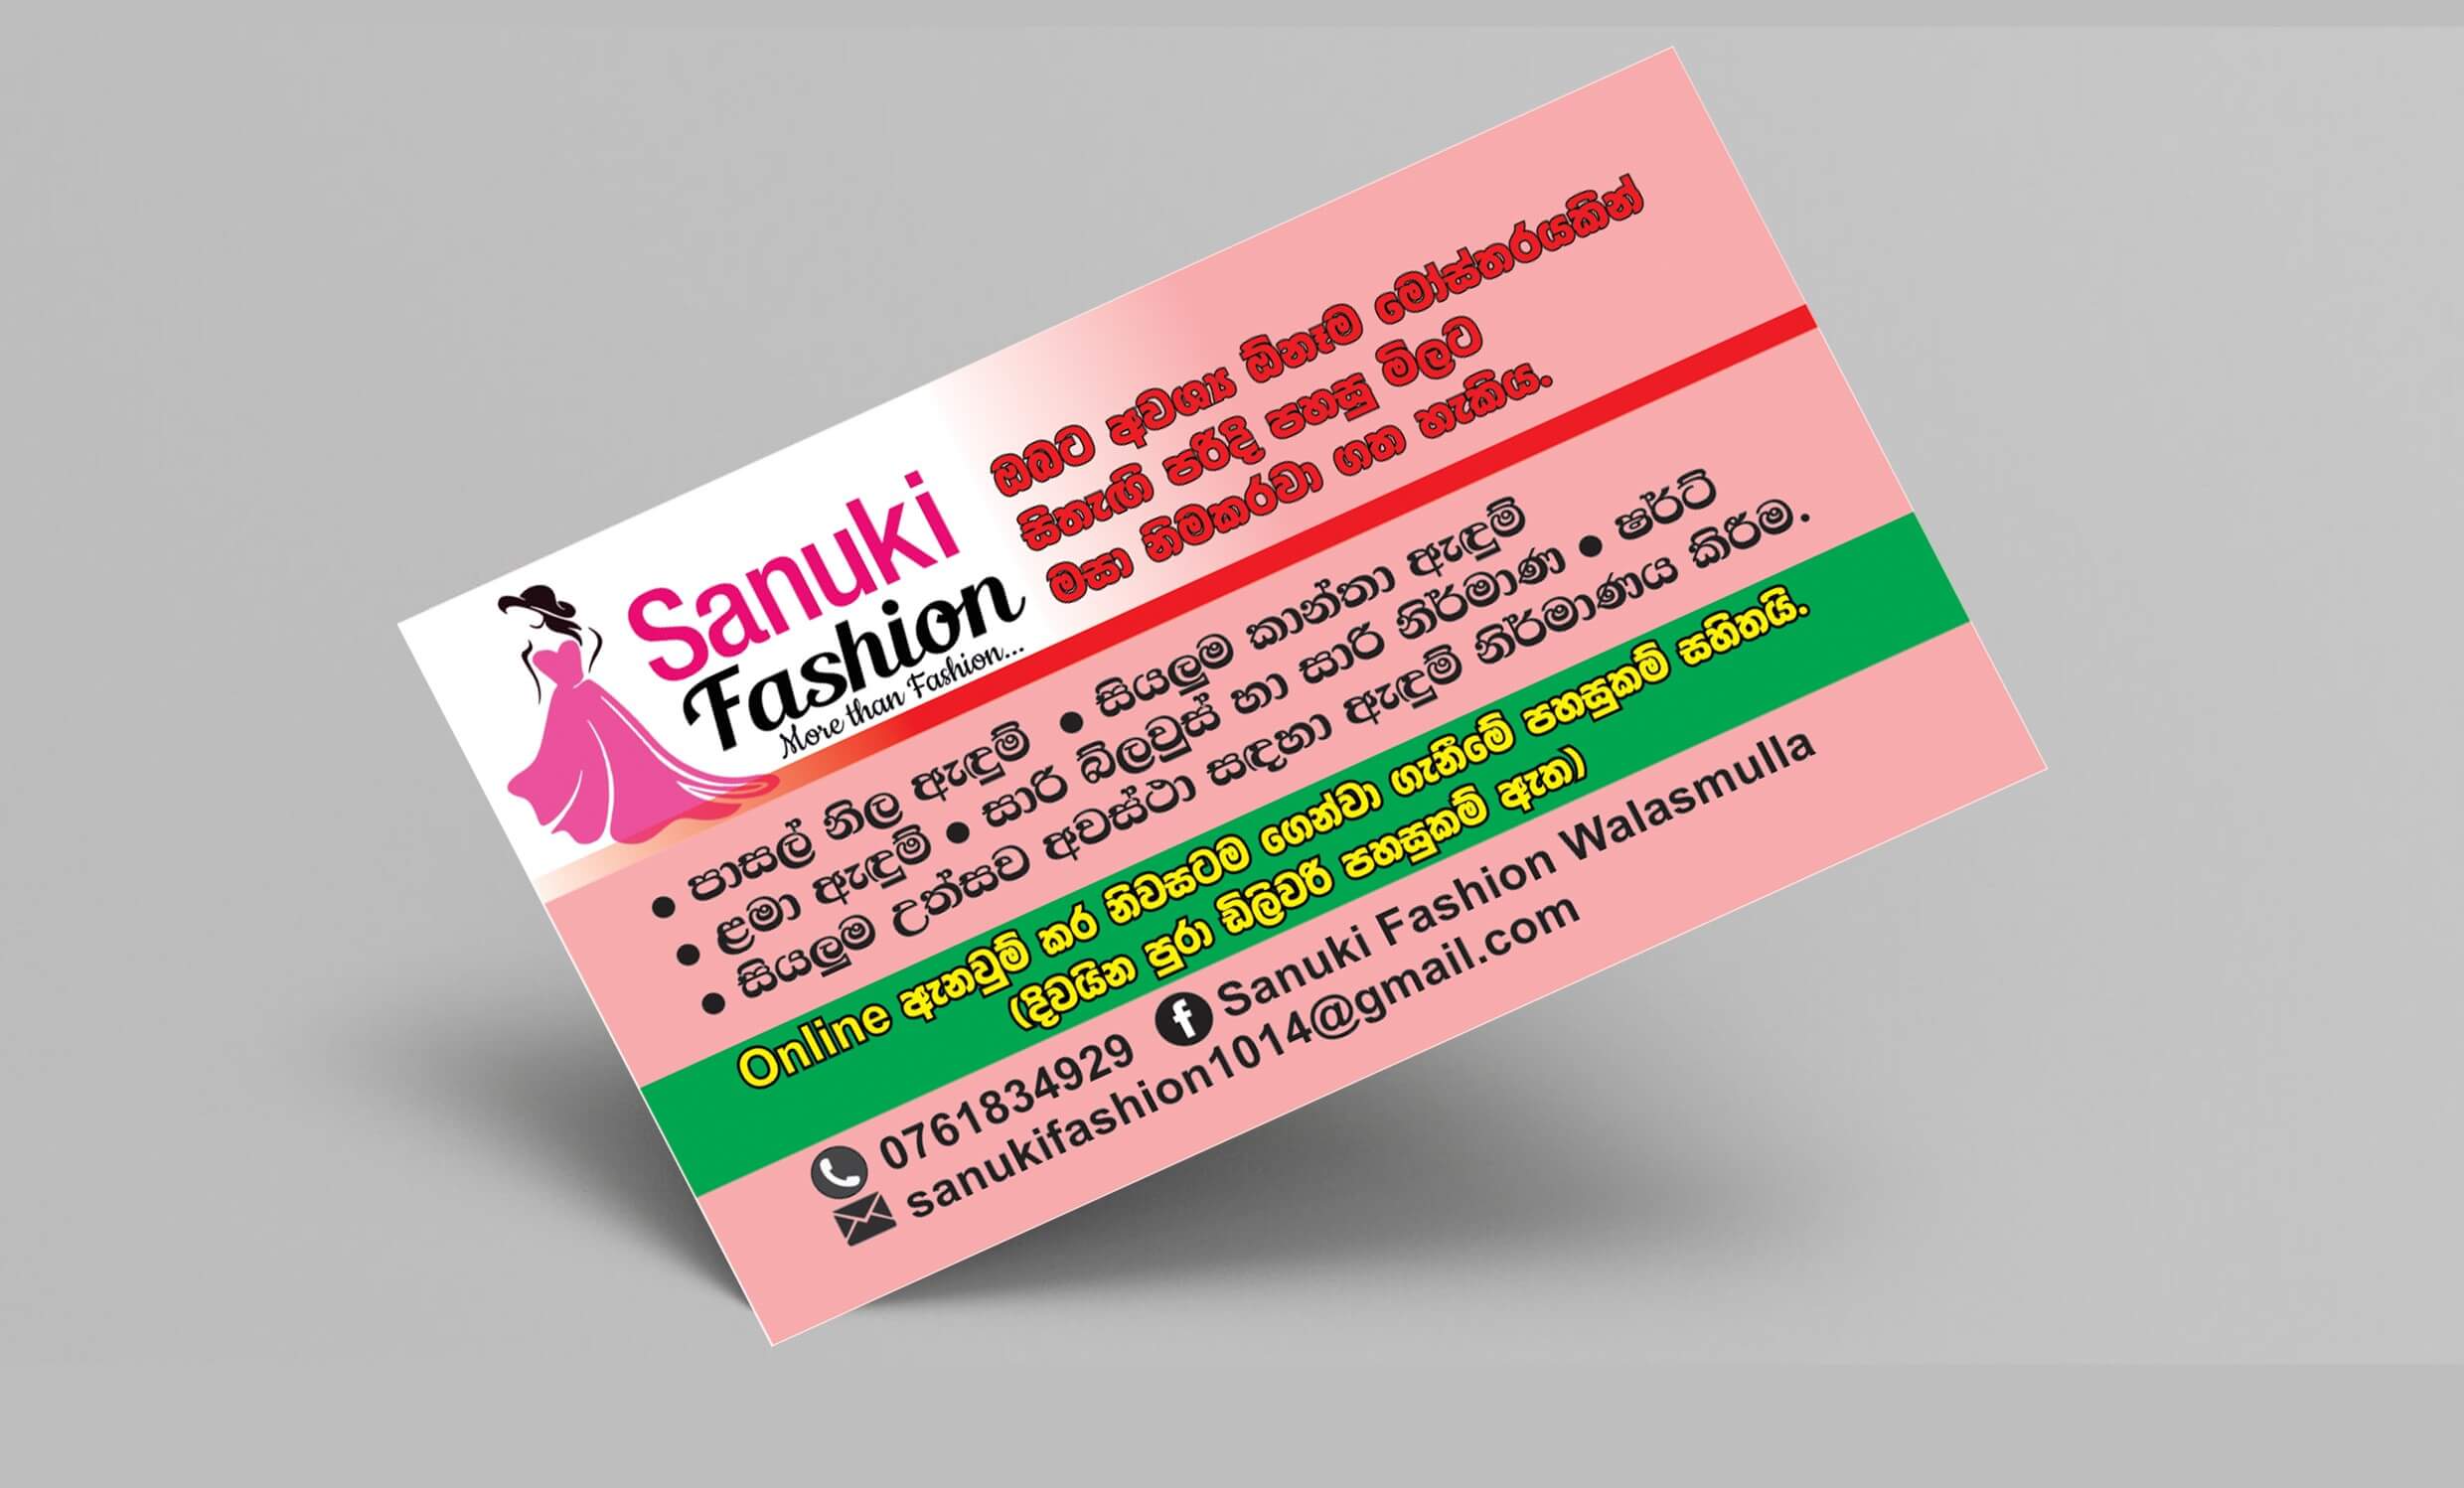 Sanuki
Fashion
More than Fashion...
ඔබට අවශ්‍ය ඕනෑම මෝස්තරයකින්
සිතැඟි පරිදි පහසු මිලට
මසා නිමකරවා ගත හැකිය.
• පාසල් නිල ඇඳුම් • සියලුම කාන්තා ඇඳුම්
• ළමා ඇඳුම් • සාරි බ්ලවුස් හා සාරි නිර්මාණ • ෂර්ට්
• සියලුම උත්සව අවස්ථා සඳහා ඇඳුම් නිර්මාණය කිරීම.
Online ඇනවුම් කර නිවසටම ගෙන්වා ගැනීමේ පහසුකම් සහිතයි.
(දිවයින පුරා ඩිලිවරි පහසුකම් ඇත)
0761834929 Sanuki Fashion Walasmulla
sanukifashion1014@gmail.com